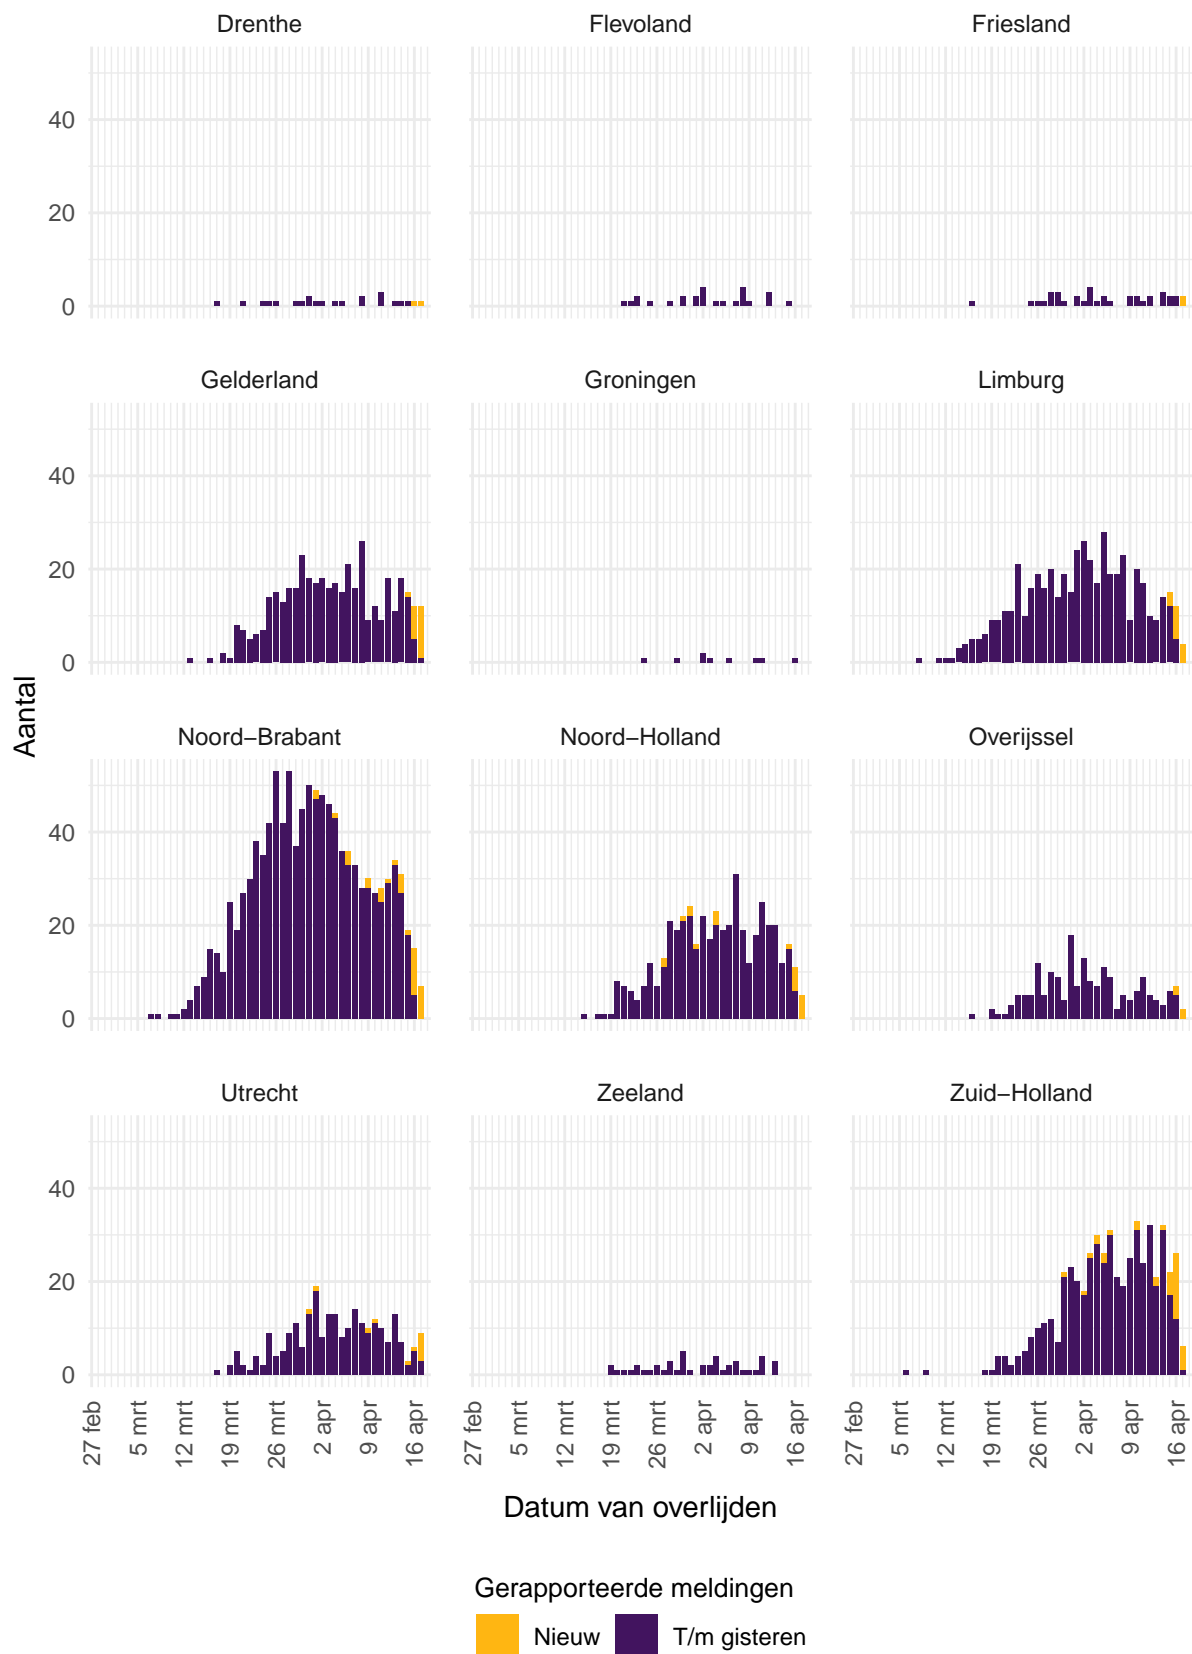 Drenthe
Flevoland
Friesland
40
20
0
Gelderland
Groningen
Limburg
40
20
0
Aantal
Noord−Brabant
Noord−Holland
Overijssel
40
20
0
Utrecht
Zeeland
Zuid−Holland
40
20
0
27 feb
5 mrt
12 mrt
19 mrt
26 mrt
2 apr
9 apr
16 apr
27 feb
5 mrt
12 mrt
19 mrt
26 mrt
2 apr
9 apr
16 apr
27 feb
5 mrt
12 mrt
19 mrt
26 mrt
2 apr
9 apr
16 apr
Datum van overlijden
Gerapporteerde meldingen
Nieuw
T/m gisteren